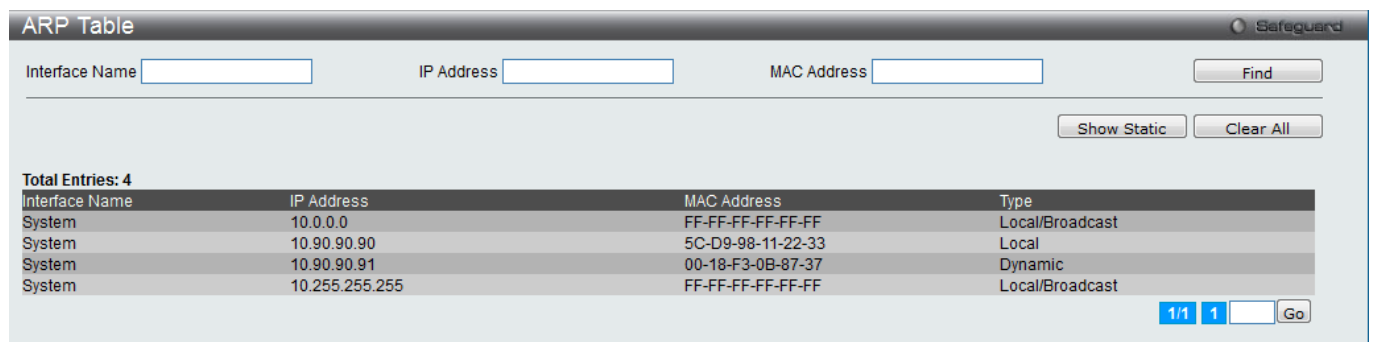 ARP Table Safeguard
Interface Name IP Address MAC Address Find
Show Static Clear All
Total Entries: 4
Interface Name IP Address MAC Address Type
System 10.0.0.0 FF-FF-FF-FF-FF-FF Local/Broadcast
System 10.90.90.90 5C-D9-98-11-22-33 Local
System 10.90.90.91 00-18-F3-0B-87-37 Dynamic
System 10.255.255.255 FF-FF-FF-FF-FF-FF Local/Broadcast
1/1 1 Go